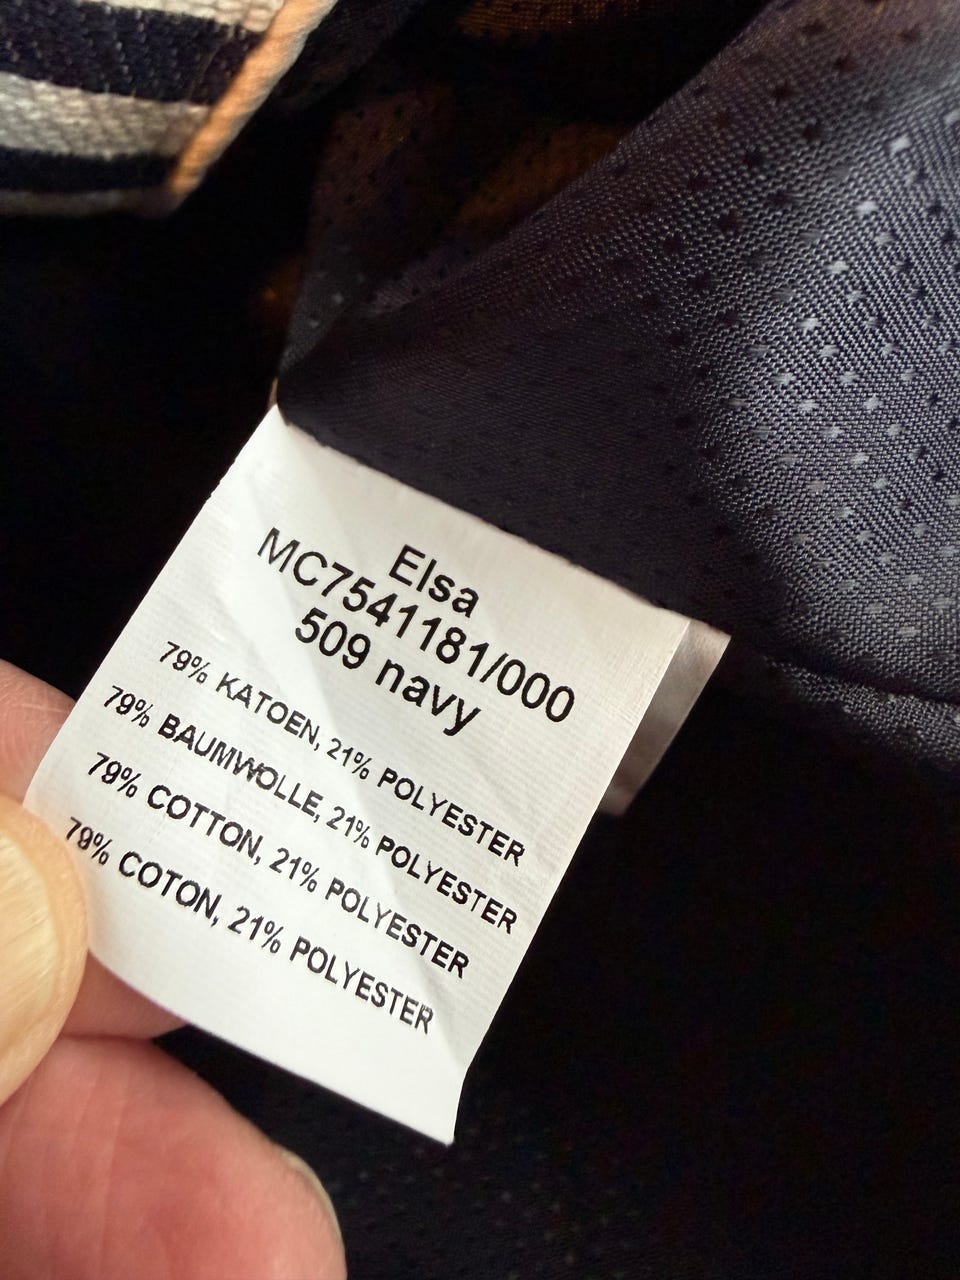 Elsa
MC7541181/000
509 navy
79% KATOEN, 21% POLYESTER
79% BAUMWOLLE, 21% POLYESTER
79% COTTON, 21% POLYESTER
79% COTON, 21% POLYESTER